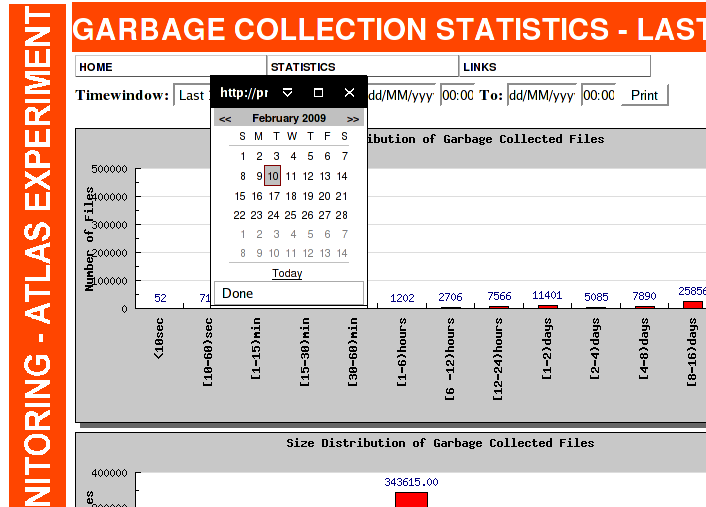 NITORING - ATLAS EXPERIMENT
GARBAGE COLLECTION STATISTICS - LAST
HOME STATISTICS LINKS
Timewindow: Last dd/MM/yyy 00:00 To: dd/MM/yyy 00:00 Print
http://pr
<< February 2009 >>
S M T W T F S
1 2 3 4 5 6 7
8 9 10 11 12 13 14
15 16 17 18 19 20 21
22 23 24 25 26 27 28
1 2 3 4 5 6 7
8 9 10 11 12 13 14
Today
Done
ibution of Garbage Collected Files
Number of Files
500000
400000
300000
200000
100000
0
52 71 1202 2706 7566 11401 5085 7890 25856
<10sec [10-60)sec [1-15)min [15-30)min [30-60)min [1-6)hours [6 -12)hours [12-24)hours [1-2)days [2-4)days [4-8)days [8-16)days
Size Distribution of Garbage Collected Files
400000
343615.00